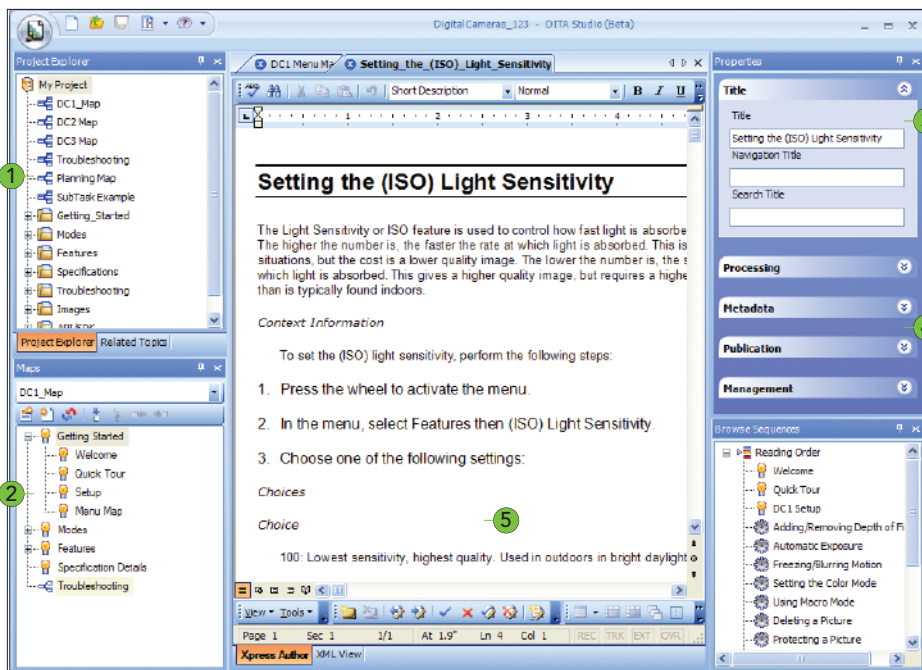 DigitalCameras_123 - DITA Studio (Beta)
Project Explorer
My Project
DC1_Map
DC2 Map
DC3 Map
Troubleshooting
1
Planning Map
SubTask Example
Getting_Started
Modes
Features
Specifications
Troubleshooting
Images
API/SDK
Project Explorer Related Topics
Maps
DC1_Map
Getting Started
Welcome
Quick Tour
2
Setup
Menu Map
Modes
Features
Specification Details
Troubleshooting
DC1 Menu Ma
Setting_the_(ISO)_Light_Sensitivity
Short Description Normal B I U
1 2 3 4
Setting the (ISO) Light Sensitivity
The Light Sensitivity or ISO feature is used to control how fast light is absorbe
The higher the number is, the faster the rate at which light is absorbed. This is
situations, but the cost is a lower quality image. The lower the number is, the s
which light is absorbed. This gives a higher quality image, but requires a highe
than is typically found indoors.
Context Information
To set the (ISO) light sensitivity, perform the following steps:
1. Press the wheel to activate the menu.
2. In the menu, select Features then (ISO) Light Sensitivity.
3. Choose one of the following settings:
Choices
Choice
5
100: Lowest sensitivity, highest quality. Used in outdoors in bright daylight
View Tools
Page 1 Sec 1 1/1 At 1.9" Ln 4 Col 1 REC TRK EXT OVR
Xpress Author XML View
Properties
Title
Title
Setting the (ISO) Light Sensitivity
Navigation Title
Search Title
Processing
Metadata
Publication
Management
Browse Sequences
Reading Order
Welcome
Quick Tour
DC1 Setup
Adding/Removing Depth of Fi
Automatic Exposure
Freezing/Blurring Motion
Setting the Color Mode
Using Macro Mode
Deleting a Picture
Protecting a Picture